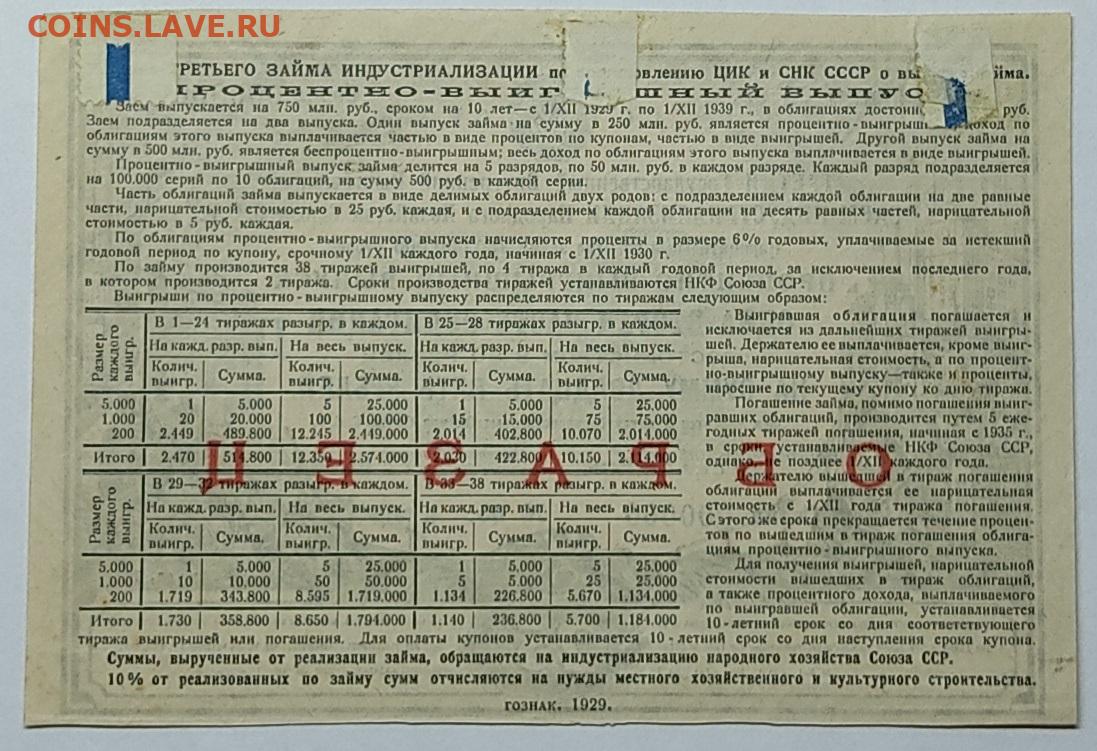 COINS.LAVE.RU
РЕТЬЕГО ЗАЙМА ИНДУСТРИАЛИЗАЦИИ по новлению ЦИК и СНК СССР о вы йма.
ПРОЦЕНТНО-ВЫИГ ШНЫЙ ВЫПУС
Заем выпускается на 750 млн. руб., сроком на 10 лет—с 1/XII 1929 г. по 1/XII 1939 г., в облигациях достоинс руб.
Заем подразделяется на два выпуска. Один выпуск займа на сумму в 250 млн. руб. является процентно-выигрыш доход по
облигациям этого выпуска выплачивается частью в виде процентов по купонам, частью в виде выигрышей. Другой выпуск займа на
сумму в 500 млн. руб. является беспроцентно-выигрышным; весь доход по облигациям этого выпуска выплачивается в виде выигрышей.
Процентно-выигрышный выпуск займа делится на 5 разрядов, по 50 млн. руб. в каждом разряде. Каждый разряд подразделяется
на 100.000 серий по 10 облигаций, на сумму 500 руб. в каждой серии.
Часть облигаций займа выпускается в виде делимых облигаций двух родов: с подразделением каждой облигации на две равные
части, нарицательной стоимостью в 25 руб. каждая, и с подразделением каждой облигации на десять равных частей, нарицательной
стоимостью в 5 руб. каждая.
По облигациям процентно-выигрышного выпуска начисляются проценты в размере 6% годовых, уплачиваемые за истекший
годовой период по купону, срочному 1/XII каждого года, начиная с 1/XII 1930 г.
По займу производится 38 тиражей выигрышей, по 4 тиража в каждый годовой период, за исключением последнего года,
в котором производится 2 тиража. Сроки производства тиражей устанавливаются НКФ Союза ССР.
Выигрыши по процентно-выигрышному выпуску распределяются по тиражам следующим образом:
Размер каждого выигр. В 1—24 тиражах разыгр. в каждом. В 25—28 тиражах разыгр. в каждом.
На кажд. разр. вып. На весь выпуск. На кажд. разр. вып. На весь выпуск.
Колич. выигр. Сумма. Колич. выигр. Сумма. Колич. выигр. Сумма. Колич. выигр. Сумма.
5.000 1 5.000 5 25.000 1 5.000 5 25.000
1.000 20 20.000 100 100.000 15 15.000 75 75.000
200 2.449 489.800 12.245 2.449.000 2.014 402.800 10.070 2.014.000
Итого 2.470 514.800 12.350 2.574.000 2.030 422.800 10.150 2.114.000
Размер каждого выигр. В 29—32 тиражах разыгр. в каждом. В 33—38 тиражах разыгр. в каждом.
На кажд. разр. вып. На весь выпуск. На кажд. разр. вып. На весь выпуск.
Колич. выигр. Сумма. Колич. выигр. Сумма. Колич. выигр. Сумма. Колич. выигр. Сумма.
5.000 1 5.000 5 25.000 1 5.000 5 25.000
1.000 10 10.000 50 50.000 5 5.000 25 25.000
200 1.719 343.800 8.595 1.719.000 1.134 226.800 5.670 1.134.000
Итого 1.730 358.800 8.650 1.794.000 1.140 236.800 5.700 1.184.000
Выигравшая облигация погашается и
исключается из дальнейших тиражей выигры-
шей. Держателю ее выплачивается, кроме выиг-
рыша, нарицательная стоимость, а по процент-
но-выигрышному выпуску—также и проценты,
наросшие по текущему купону ко дню тиража.
Погашение займа, помимо погашения выиг-
равших облигаций, производится путем 5 еже-
годных тиражей погашения, начиная с 1935 г.,
в сроки, устанавливаемые НКФ Союза ССР,
однако, не позднее 1/XII каждого года.
Держателю вышедшей в тираж погашения
облигации выплачивается ее нарицательная
стоимость с 1/XII года тиража погашения.
С этого же срока прекращается течение процен-
тов по вышедшим в тираж погашения облига-
циям процентно-выигрышного выпуска.
Для получения выигрышей, нарицательной
стоимости вышедших в тираж облигаций,
а также процентного дохода, выплачиваемого
по выигравшей облигации, устанавливается
10-летний срок со дня соответствующего
тиража выигрышей или погашения. Для оплаты купонов устанавливается 10-летний срок со дня наступления срока купона.
Суммы, вырученные от реализации займа, обращаются на индустриализацию народного хозяйства Союза ССР.
10% от реализованных по займу сумм отчисляются на нужды местного хозяйственного и культурного строительства.
ГОЗНАК. 1929.
ОБРАЗЕЦ